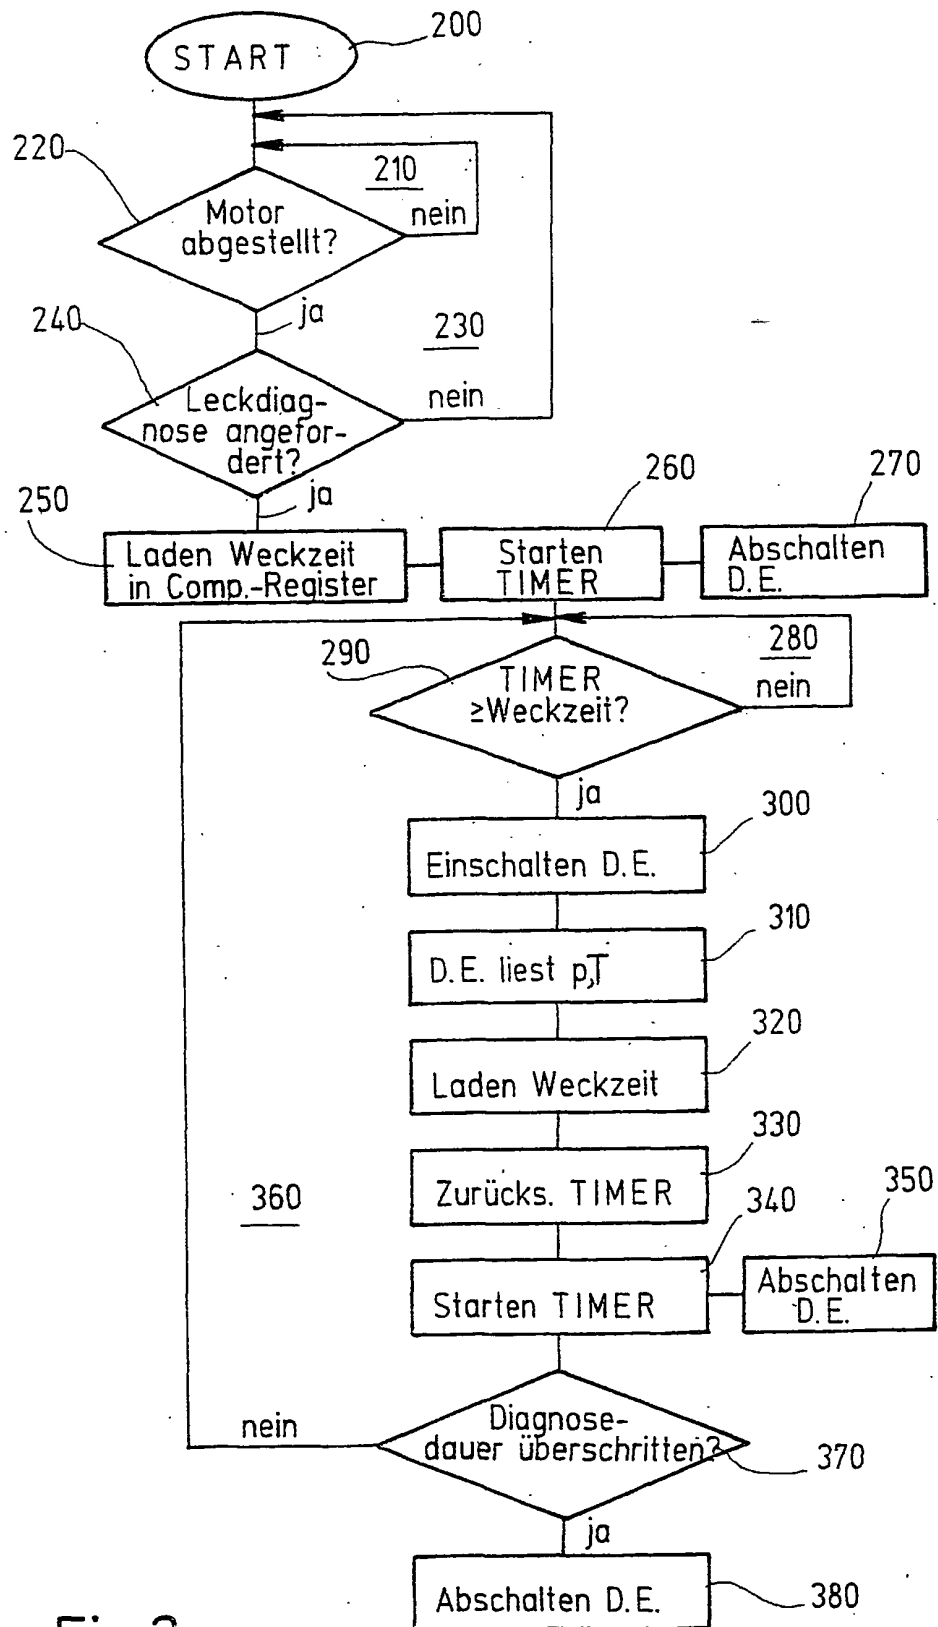 200
START
220
210
Motor
nein
abgestellt?
ja
240
230
nein
Leckdiag-
nose angefor-
dert?
ja
250
260
270
Laden Weckzeit
in Comp.-Register
Starten
TIMER
Abschalten
D.E.
290
280
TIMER
≥Weckzeit?
nein
ja
300
Einschalten D.E.
310
D.E. liest p,T
320
Laden Weckzeit
330
Zurücks. TIMER
360
340
350
Starten TIMER
Abschalten
D.E.
nein
Diagnose-
dauer überschritten?
370
ja
Abschalten D.E.
380